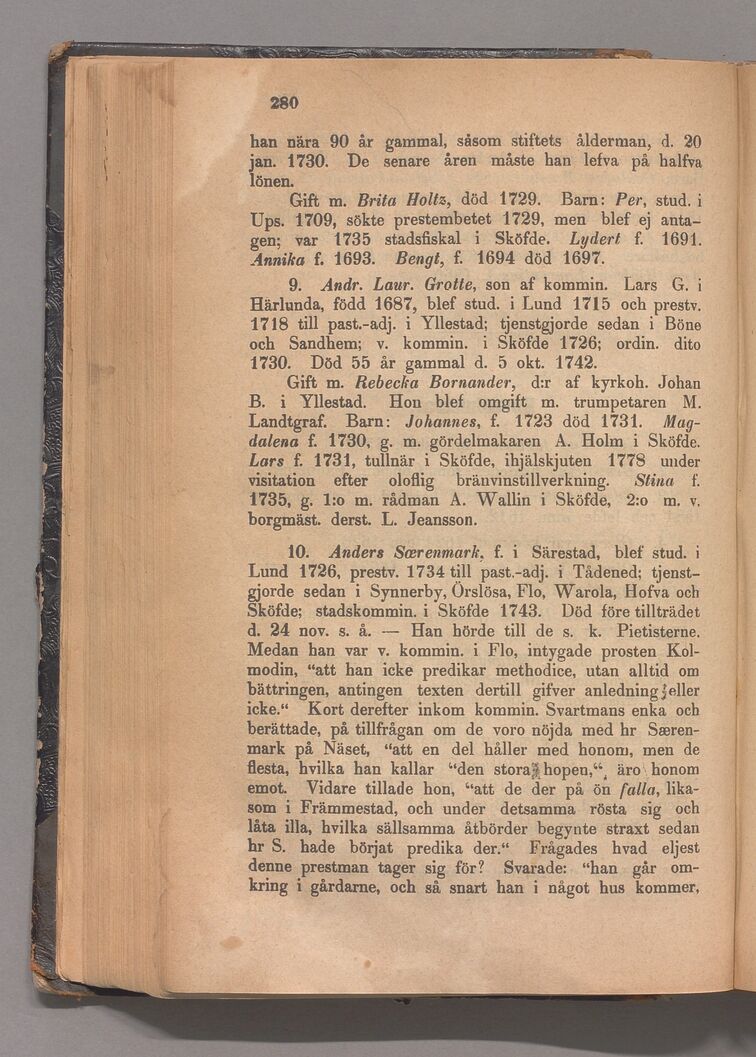 280
han nära 90 år gammal, såsom stiftets ålderman, d. 20
jan. 1730. De senare åren måste han lefva på halfva
lönen.
Gift m. Brita Holtz, död 1729. Barn: Per, stud. i
Ups. 1709, sökte prestembetet 1729, men blef ej anta-
gen; var 1735 stadsfiskal i Sköfde. Lydert f. 1691.
Annika f. 1693. Bengt, f. 1694 död 1697.
9. Andr. Laur. Grotte, son af kommin. Lars G. i
Härlunda, född 1687, blef stud. i Lund 1715 och prestv.
1718 till past.-adj. i Yllestad; tjenstgjorde sedan i Böne
och Sandhem; v. kommin. i Sköfde 1726; ordin. dito
1730. Död 55 år gammal d. 5 okt. 1742.
Gift m. Rebecka Bornander, d:r af kyrkoh. Johan
B. i Yllestad. Hon blef omgift m. trumpetaren M.
Landtgraf. Barn: Johannes, f. 1723 död 1731. Mag-
dalena f. 1730, g. m. gördelmakaren A. Holm i Sköfde.
Lars f. 1731, tullnär i Sköfde, ihjälskjuten 1778 under
visitation efter oloflig bränvinstillverkning. Stina f.
1735, g. 1:o m. rådman A. Wallin i Sköfde, 2:o m. v.
borgmäst. derst. L. Jeansson.
10. Anders Særenmark, f. i Särestad, blef stud. i
Lund 1726, prestv. 1734 till past.-adj. i Tådened; tjenst-
gjorde sedan i Synnerby, Örslösa, Flo, Warola, Hofva och
Sköfde; stadskommin. i Sköfde 1743. Död före tillträdet
d. 24 nov. s. å. — Han hörde till de s. k. Pietisterne.
Medan han var v. kommin. i Flo, intygade prosten Kol-
modin, “att han icke predikar methodice, utan alltid om
bättringen, antingen texten dertill gifver anledning eller
icke.“ Kort derefter inkom kommin. Svartmans enka och
berättade, på tillfrågan om de voro nöjda med hr Særen-
mark på Näset, “att en del håller med honom, men de
flesta, hvilka han kallar “den stora hopen,“ äro honom
emot. Vidare tillade hon, “att de der på ön falla, lika-
som i Främmestad, och under detsamma rösta sig och
låta illa, hvilka sällsamma åtbörder begynte straxt sedan
hr S. hade börjat predika der.“ Frågades hvad eljest
denne prestman tager sig för? Svarade: “han går om-
kring i gårdarne, och så snart han i något hus kommer,